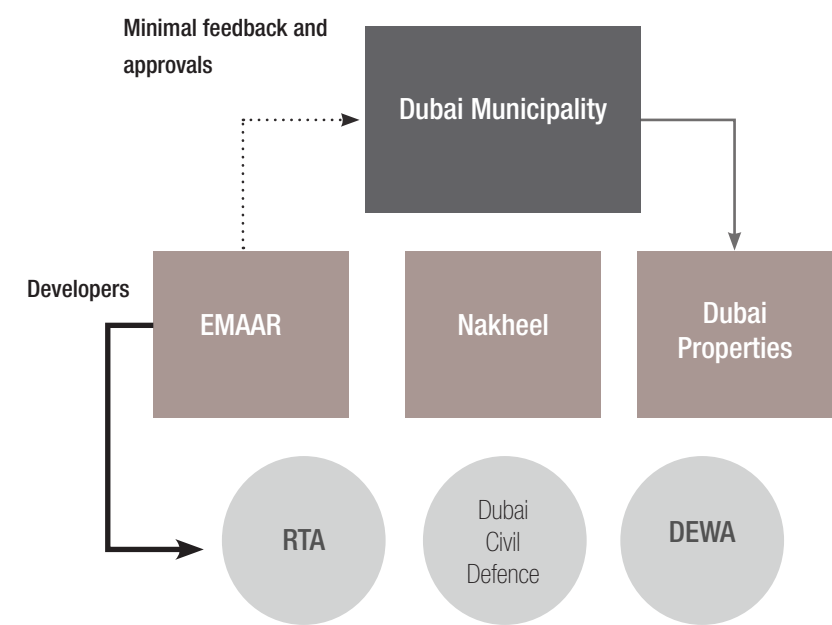 Minimal feedback and
approvals
Dubai Municipality
Developers
EMAAR
Nakheel
Dubai
Properties
RTA
Dubai
Civil
Defence
DEWA